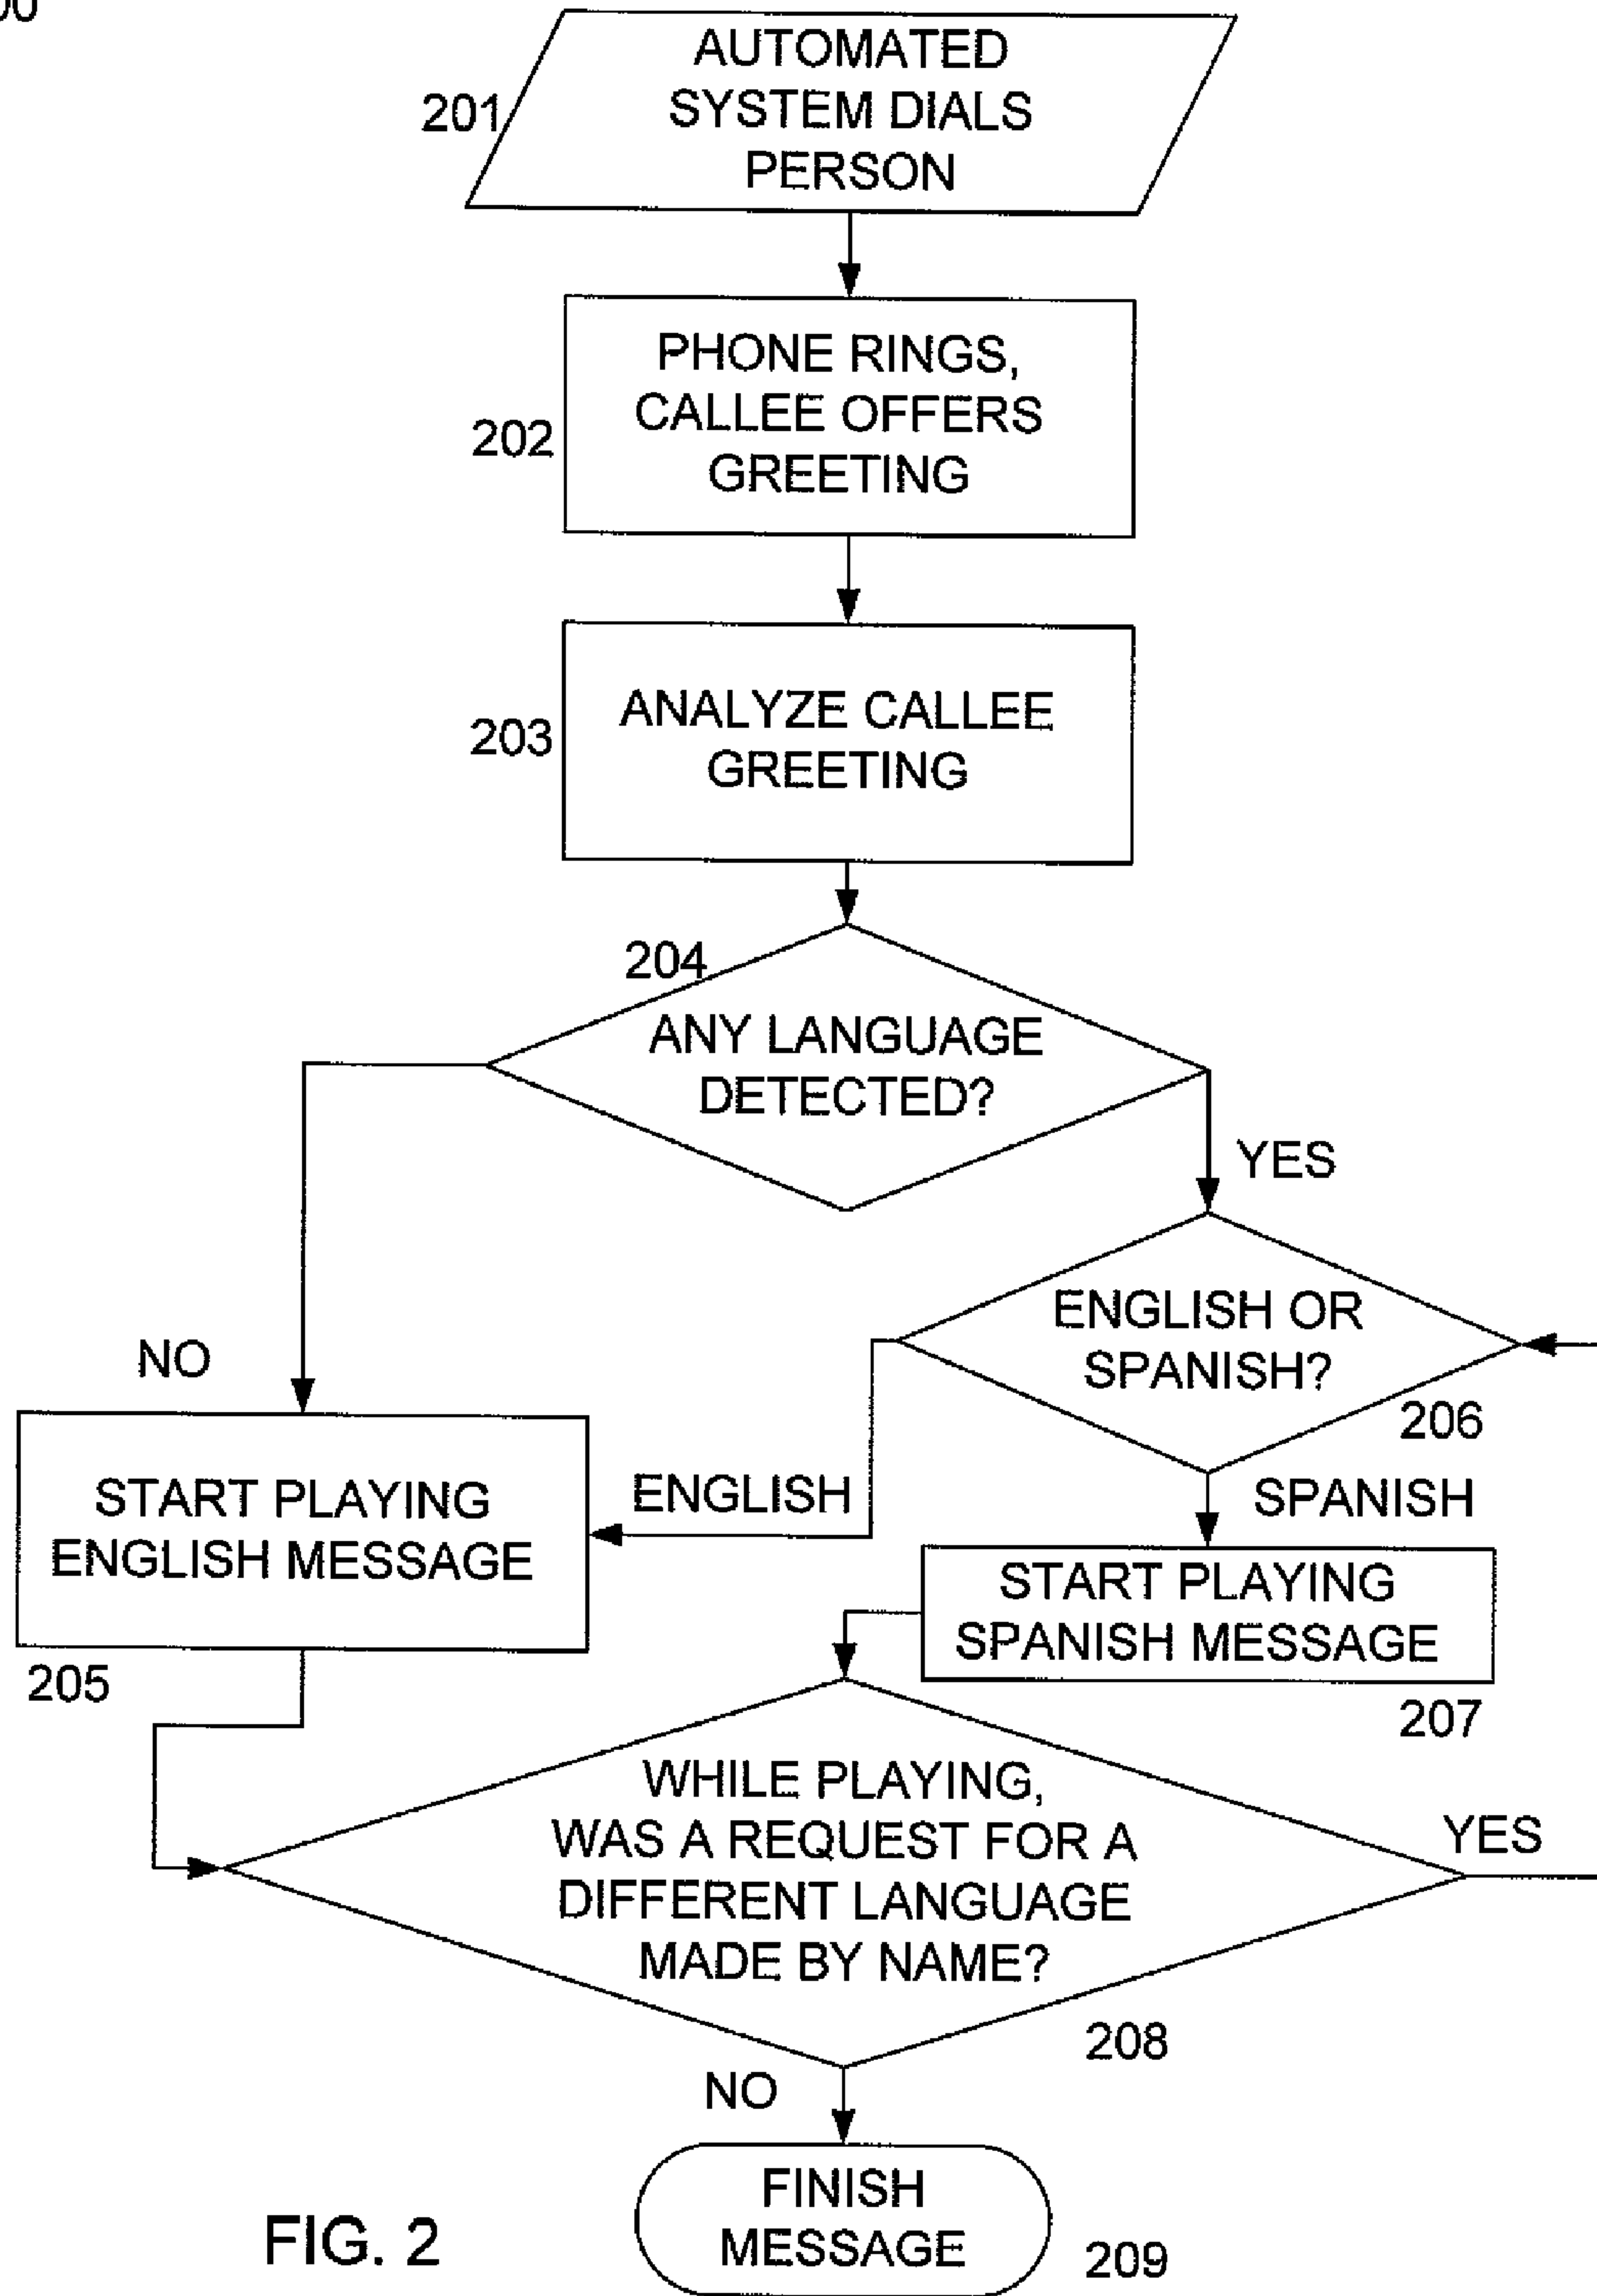 00
AUTOMATED
SYSTEM DIALS
PERSON
201
PHONE RINGS,
CALLEE OFFERS
GREETING
202
ANALYZE CALLEE
GREETING
203
204
ANY LANGUAGE
DETECTED?
YES
NO
ENGLISH OR
SPANISH?
206
ENGLISH
SPANISH
START PLAYING
ENGLISH MESSAGE
205
START PLAYING
SPANISH MESSAGE
207
WHILE PLAYING,
WAS A REQUEST FOR A
DIFFERENT LANGUAGE
MADE BY NAME?
YES
208
NO
FINISH
MESSAGE
209
FIG. 2